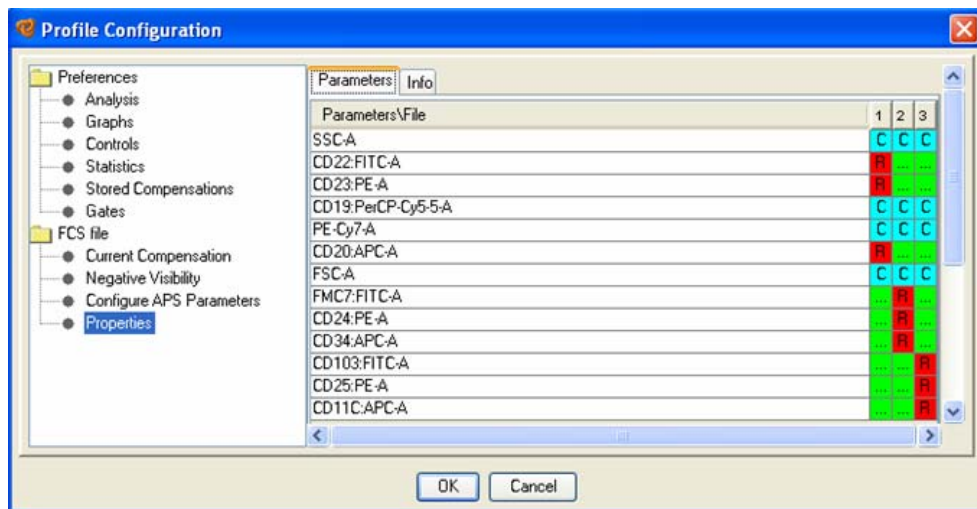 Profile Configuration
Preferences
Analysis
Graphs
Controls
Statistics
Stored Compensations
Gates
FCS file
Current Compensation
Negative Visibility
Configure APS Parameters
Properties
Parameters Info
Parameters\File 1 2 3
SSC-A C C C
CD22:FITC-A R ... ...
CD23:PE-A R ... ...
CD19:PerCP-Cy5-5-A C C C
PE-Cy7-A C C C
CD20:APC-A R ... ...
FSC-A C C C
FMC7:FITC-A ... R ...
CD24:PE-A ... R ...
CD34:APC-A ... R ...
CD103:FITC-A ... ... R
CD25:PE-A ... ... R
CD11C:APC-A ... ... R
OK Cancel